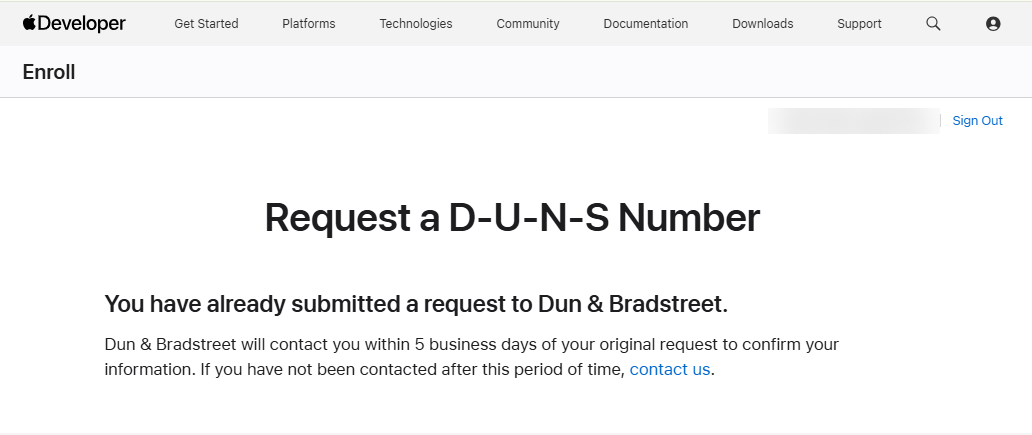 Developer Get Started Platforms Technologies Community Documentation Downloads Support
Enroll
Sign Out
Request a D-U-N-S Number
You have already submitted a request to Dun & Bradstreet.
Dun & Bradstreet will contact you within 5 business days of your original request to confirm your
information. If you have not been contacted after this period of time, contact us.